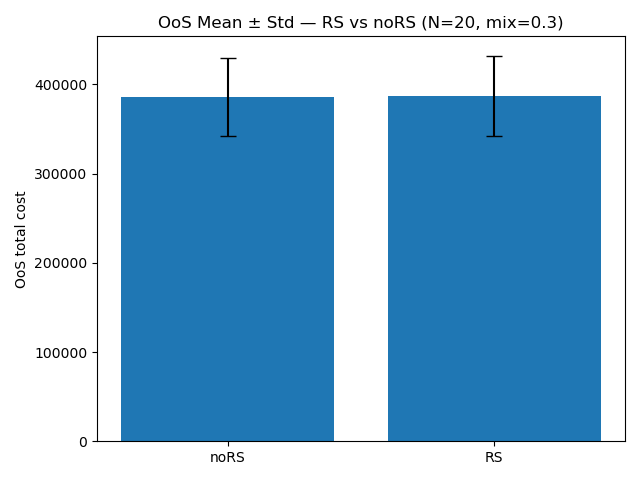 OoS Mean ± Std — RS vs noRS (N=20, mix=0.3)
OoS total cost
400000
300000
200000
100000
0
noRS
RS